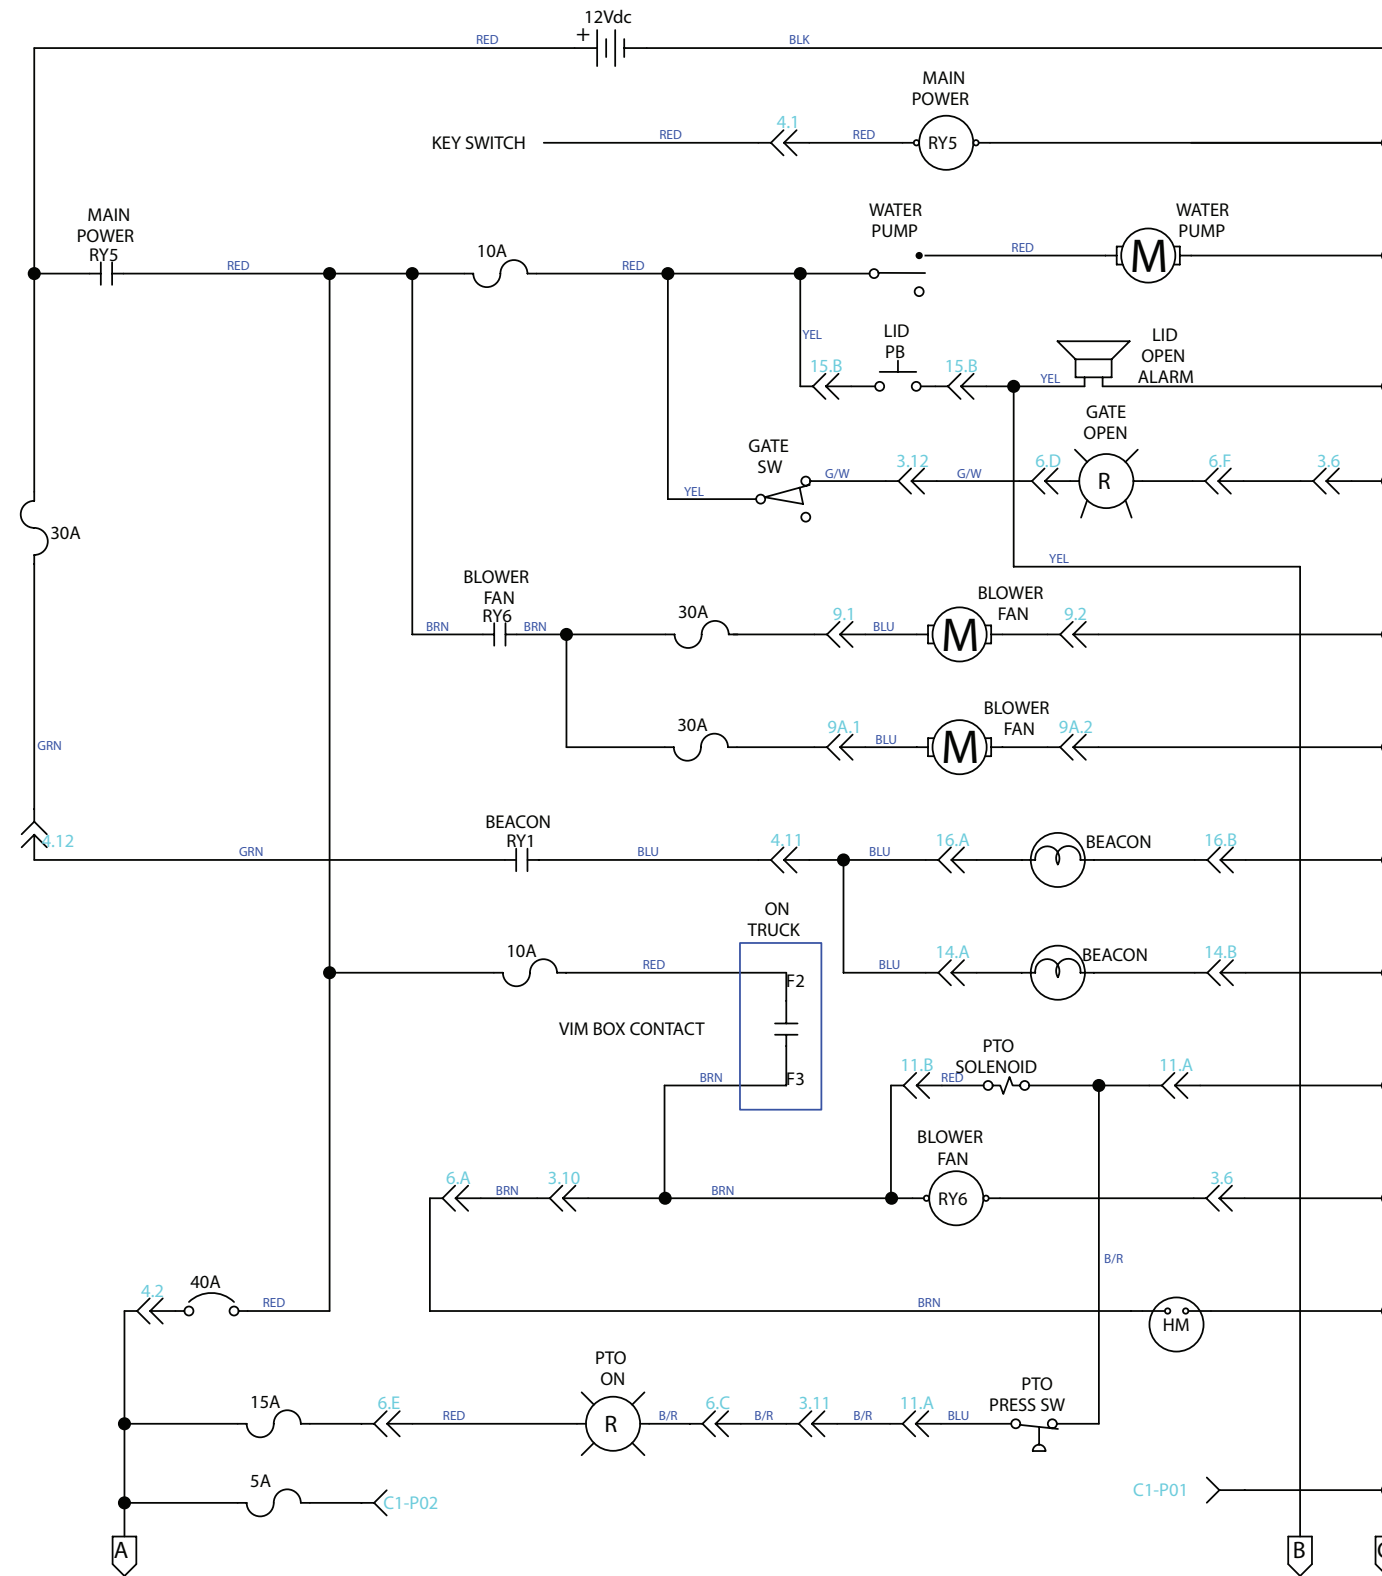 12Vdc
+
RED
BLK
MAIN
POWER
KEY SWITCH
RED
4.1
RED
RY5
MAIN
POWER
RY5
RED
10A
RED
WATER
PUMP
RED
WATER
PUMP
M
YEL
LID
PB
15.B
15.B
YEL
LID
OPEN
ALARM
GATE
OPEN
GATE
SW
YEL
G/W
3.12
G/W
6.D
R
6.F
3.6
30A
YEL
BLOWER
FAN
RY6
BRN
BRN
30A
9.1
BLU
BLOWER
FAN
M
9.2
30A
9A.1
BLU
BLOWER
FAN
M
9A.2
GRN
4.12
GRN
BEACON
RY1
BLU
4.11
BLU
16.A
BEACON
16.B
ON
TRUCK
10A
RED
F2
BLU
14.A
BEACON
14.B
VIM BOX CONTACT
BRN
F3
11.B
RED
PTO
SOLENOID
11.A
BLOWER
FAN
6.A
BRN
3.10
BRN
RY6
3.6
B/R
4.2
40A
RED
BRN
HM
PTO
ON
15A
6.E
RED
R
B/R
6.C
B/R
3.11
B/R
11.A
BLU
PTO
PRESS SW
5A
C1-P02
C1-P01
A
B